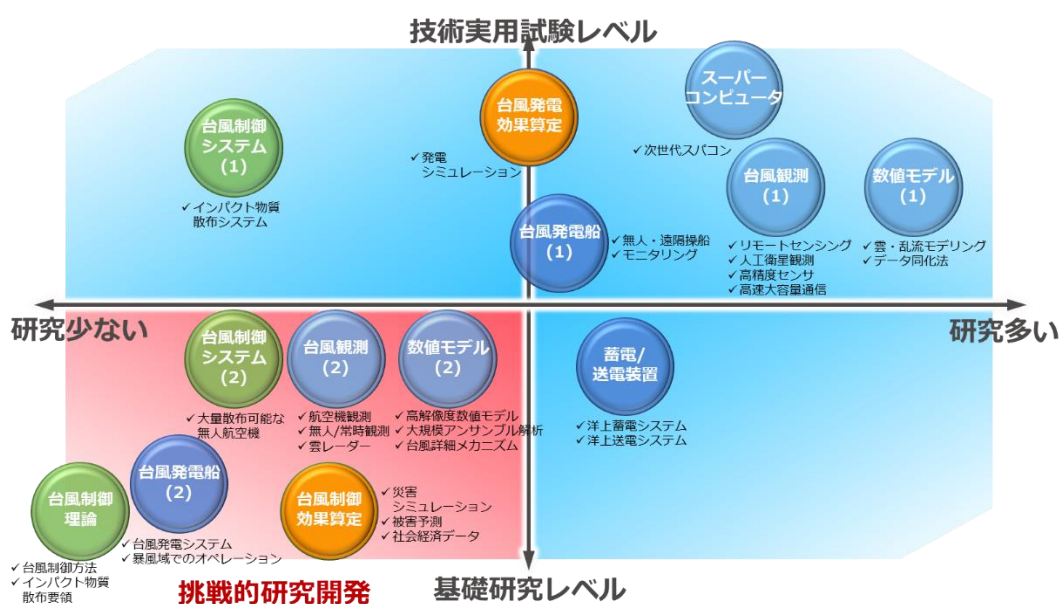 技術実用試験レベル
スーパー
コンピュータ
✓次世代スパコン
台風発電
効果算定
✓発電
シミュレーション
台風制御
システム
(1)
✓インパクト物質
散布システム
台風観測
(1)
✓リモートセンシング
✓人工衛星観測
✓高精度センサ
✓高速大容量通信
数値モデル
(1)
✓雲・乱流モデリング
✓データ同化法
台風発電船
(1)
✓無人・遠隔操船
✓モニタリング
研究少ない
研究多い
台風制御
システム
(2)
✓大量散布可能な
無人航空機
台風観測
(2)
✓航空機観測
✓無人/常時観測
✓雲レーダー
数値モデル
(2)
✓高解像度数値モデル
✓大規模アンサンブル解析
✓台風詳細メカニズム
蓄電/
送電装置
✓洋上蓄電システム
✓洋上送電システム
台風制御
理論
✓台風制御方法
✓インパクト物質
散布要領
台風発電船
(2)
✓台風発電システム
✓暴風域でのオペレーション
台風制御
効果算定
✓災害
シミュレーション
✓被害予測
✓社会経済データ
挑戦的研究開発
基礎研究レベル